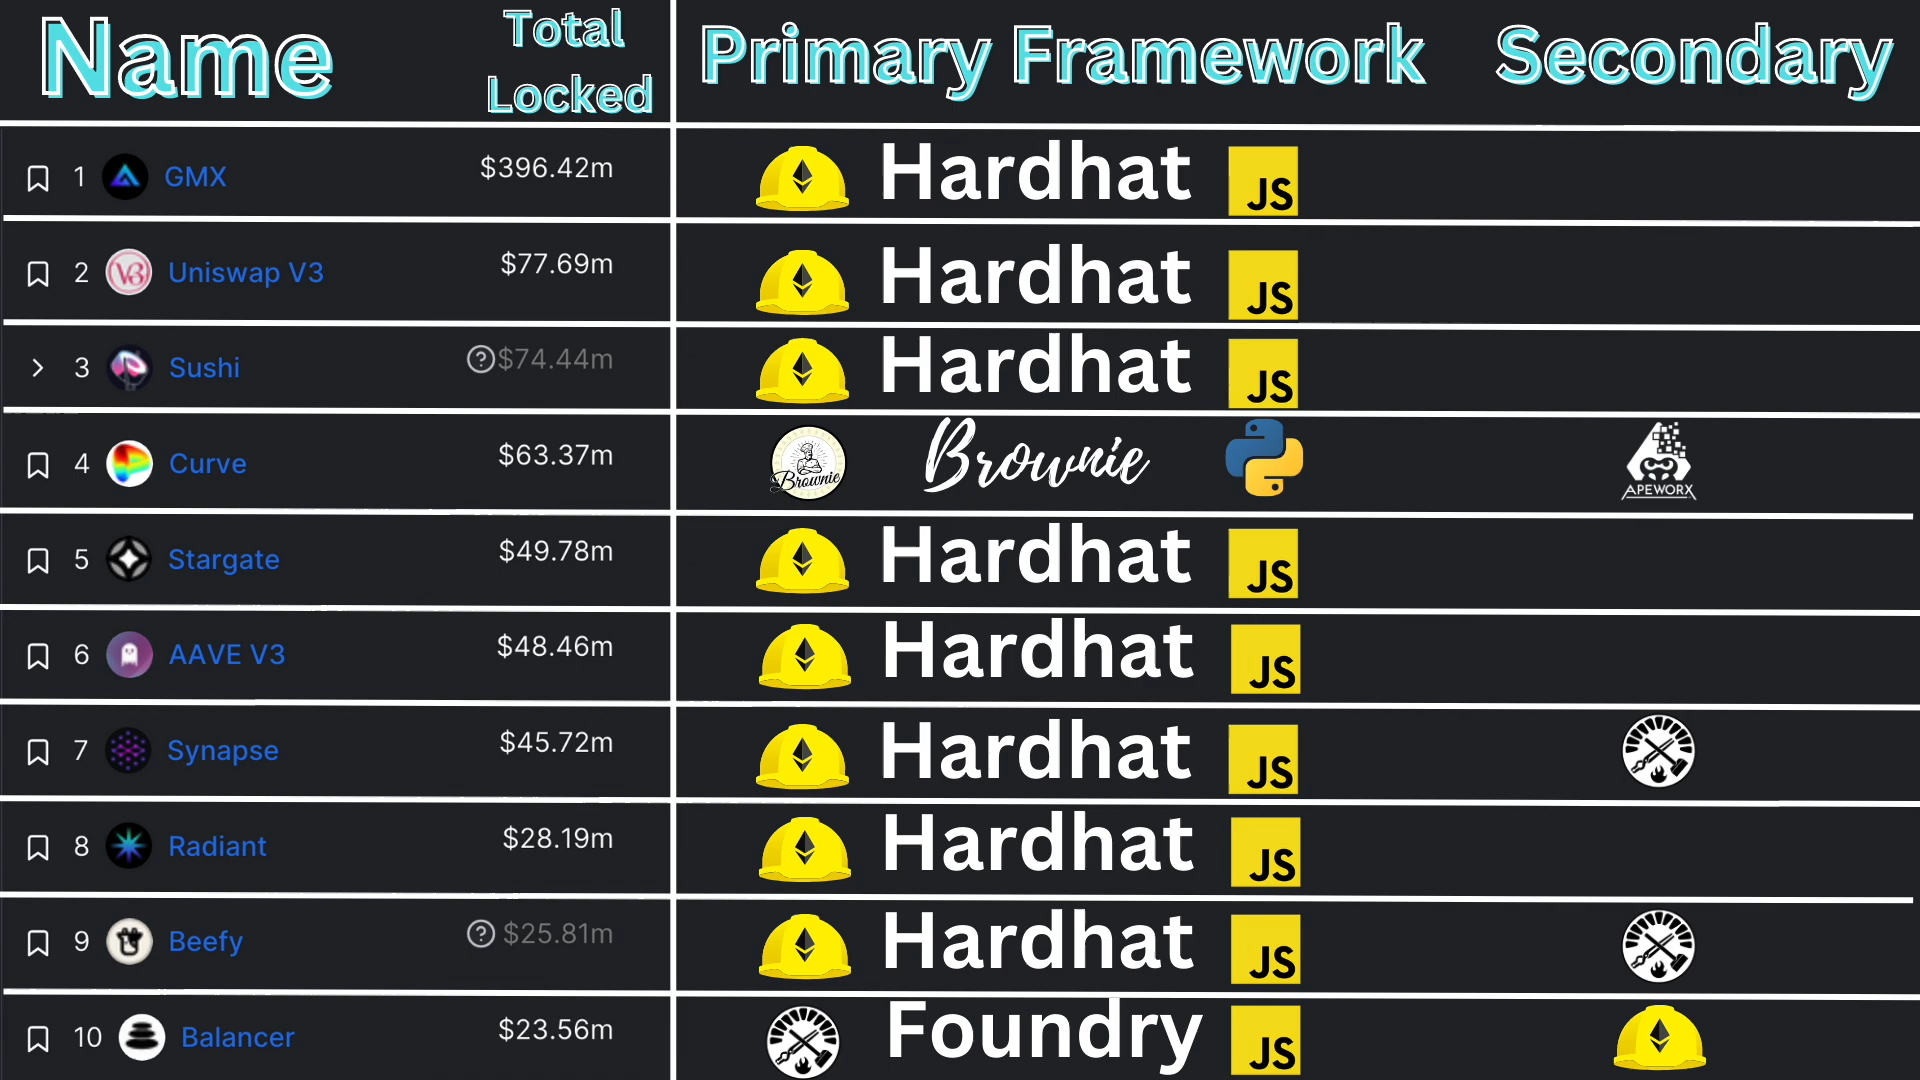 Name Total Locked Primary Framework Secondary
1 GMX $396.42m Hardhat JS
2 V3 Uniswap V3 $77.69m Hardhat JS
3 Sushi ?$74.44m Hardhat JS
4 Curve $63.37m Brownie Brownie APEWORX
5 Stargate $49.78m Hardhat JS
6 AAVE V3 $48.46m Hardhat JS
7 Synapse $45.72m Hardhat JS
8 Radiant $28.19m Hardhat JS
9 Beefy ?$25.81m Hardhat JS
10 Balancer $23.56m Foundry JS